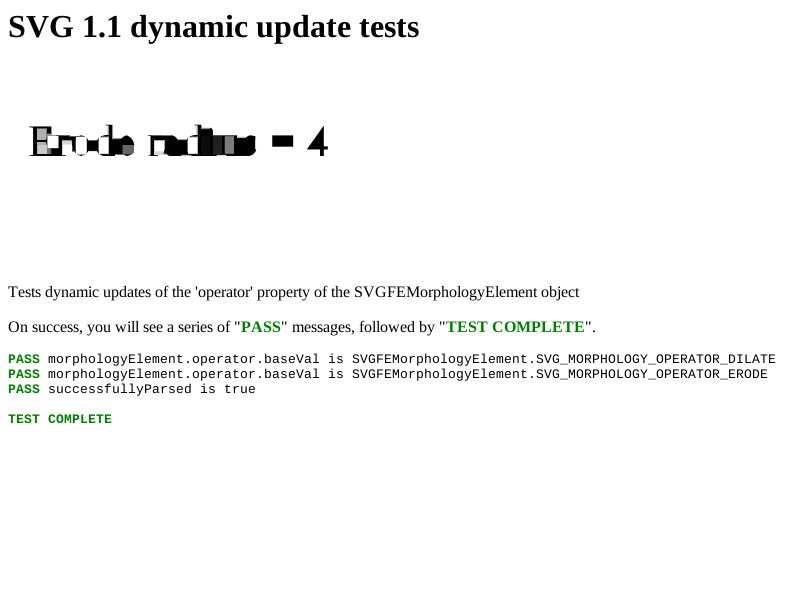 SVG 1.1 dynamic update tests
Erode radius = 4
Tests dynamic updates of the 'operator' property of the SVGFEMorphologyElement object
On success, you will see a series of "PASS" messages, followed by "TEST COMPLETE".
PASS morphologyElement.operator.baseVal is SVGFEMorphologyElement.SVG_MORPHOLOGY_OPERATOR_DILATE
PASS morphologyElement.operator.baseVal is SVGFEMorphologyElement.SVG_MORPHOLOGY_OPERATOR_ERODE
PASS successfullyParsed is true
TEST COMPLETE